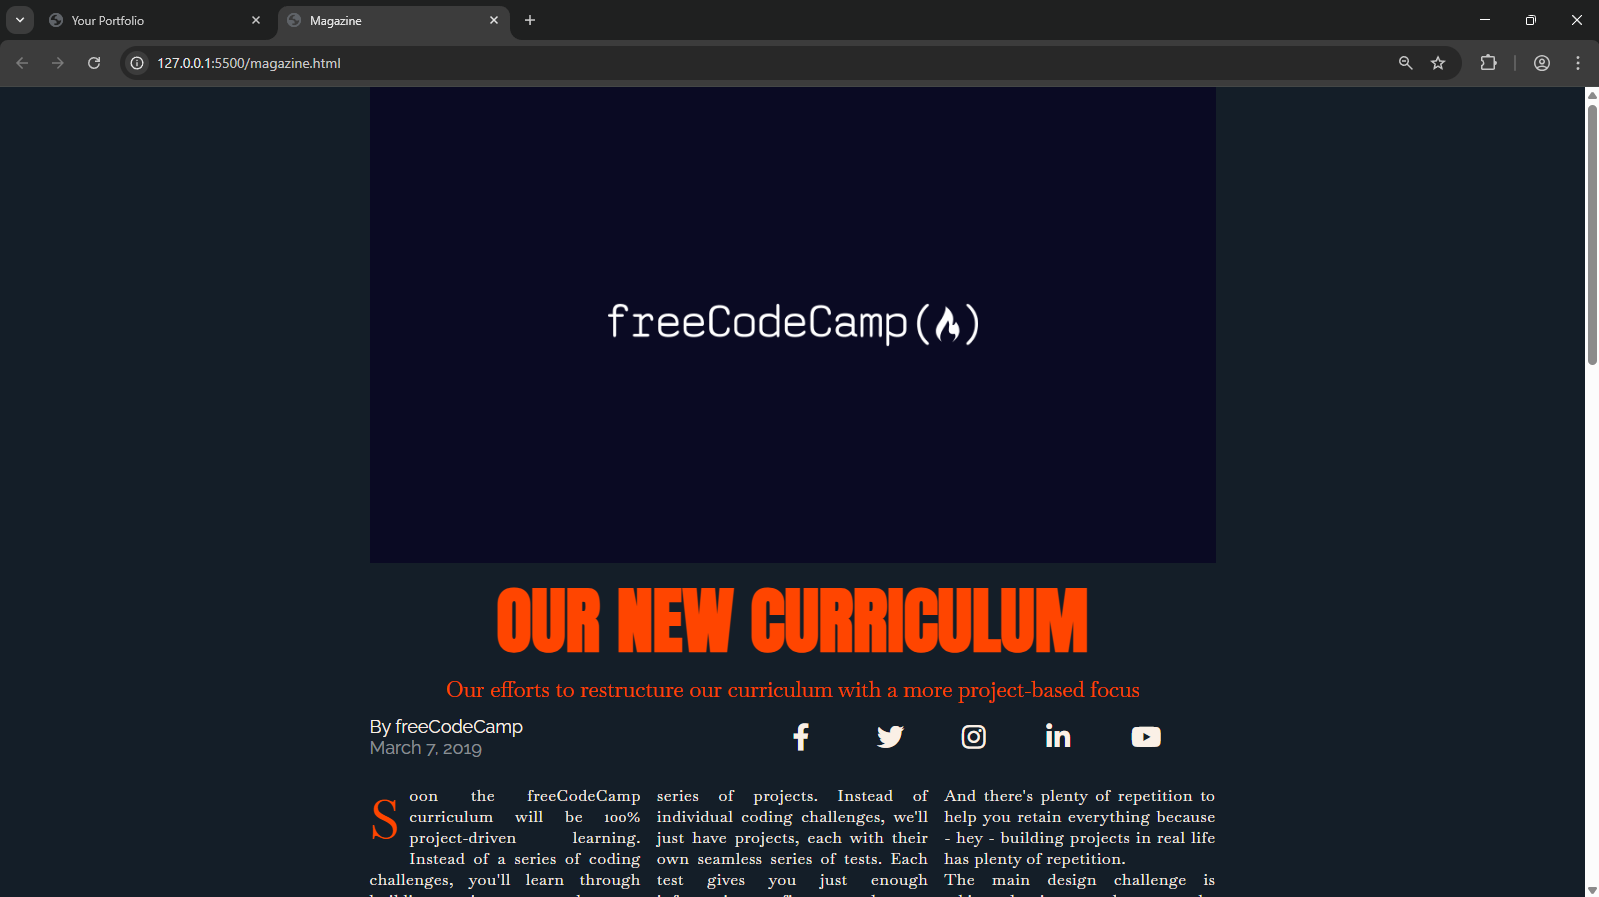 Your Portfolio
Magazine
127.0.0.1:5500/magazine.html
freeCodeCamp
OUR NEW CURRICULUM
Our efforts to restructure our curriculum with a more project-based focus
By freeCodeCamp
March 7, 2019
Soon the freeCodeCamp
curriculum will be 100%
project-driven learning.
Instead of a series of coding
challenges, you'll learn through
series of projects. Instead of
individual coding challenges, we'll
just have projects, each with their
own seamless series of tests. Each
test gives you just enough
And there's plenty of repetition to
help you retain everything because
- hey - building projects in real life
has plenty of repetition.
The main design challenge is